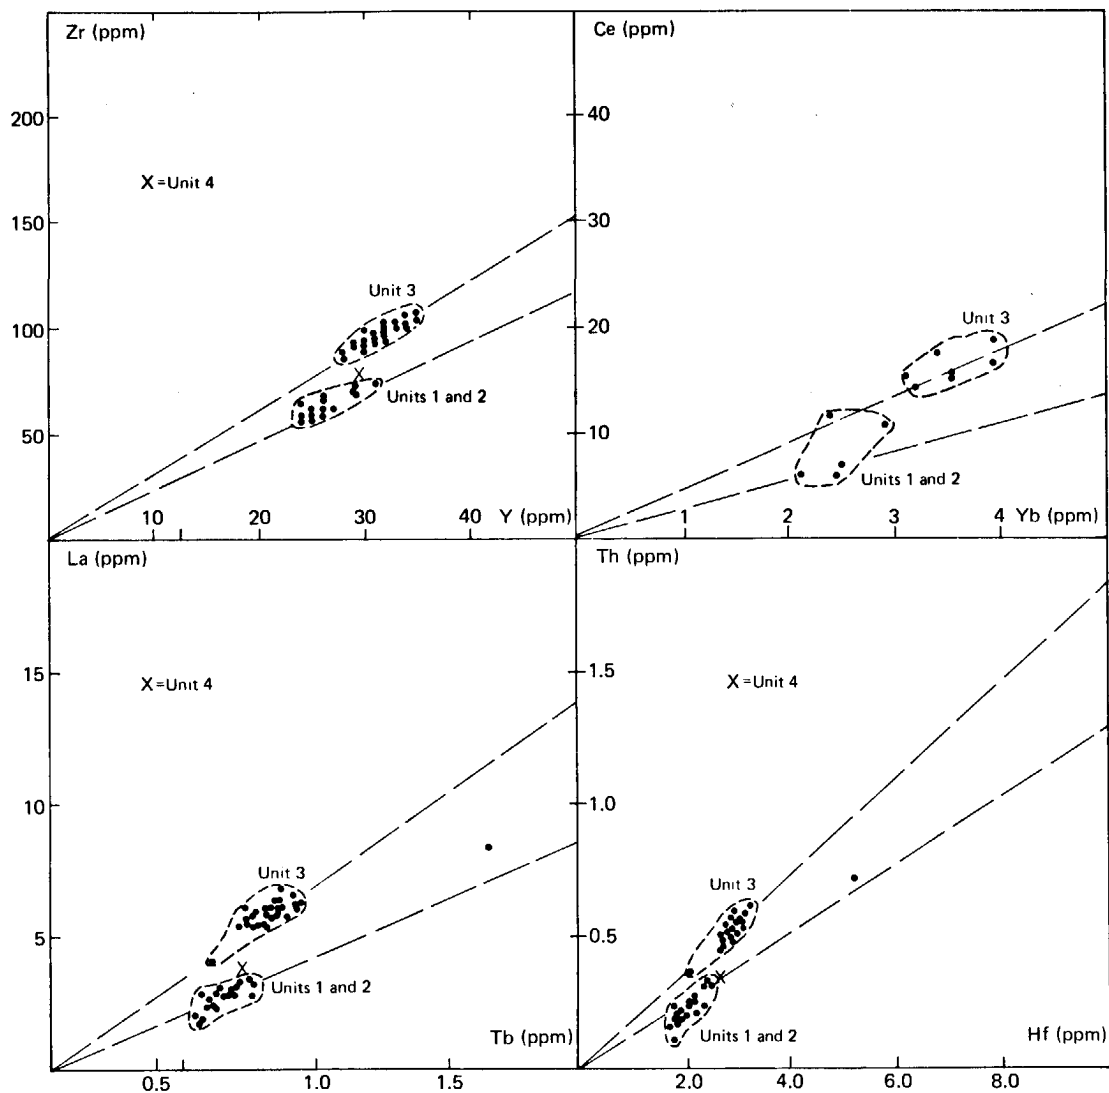 Zr (ppm)
200
X=Unit 4
150
Unit 3
100
Units 1 and 2
50
10 20 30 40 Y (ppm)
Ce (ppm)
40
30
20
Unit 3
10
Units 1 and 2
1 2 3 4 Yb (ppm)
La (ppm)
15
X=Unit 4
10
Unit 3
5
X
Units 1 and 2
Tb (ppm)
0.5 1.0 1.5
Th (ppm)
1.5
X=Unit 4
1.0
Unit 3
0.5
X
Units 1 and 2
Hf (ppm)
2.0 4.0 6.0 8.0